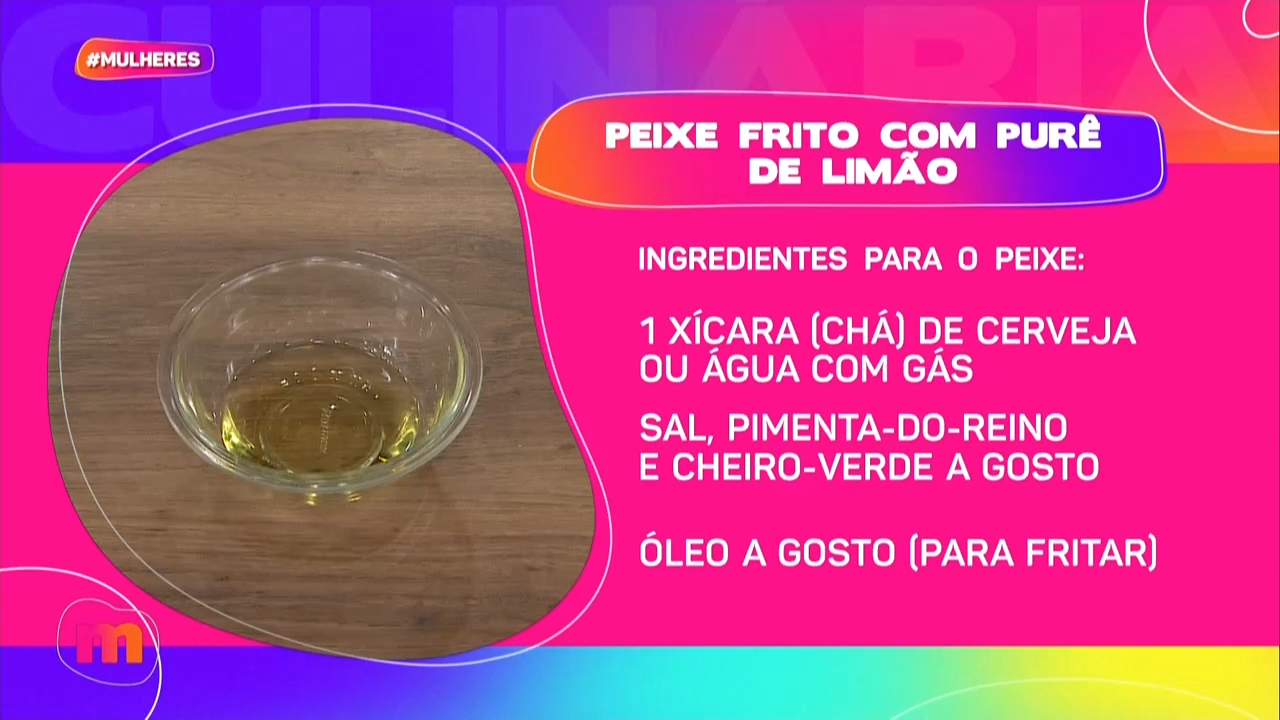 CULINÁRIA
#MULHERES
PEIXE FRITO COM PURÊ
DE LIMÃO
INGREDIENTES PARA O PEIXE:
1 XÍCARA (CHÁ) DE CERVEJA
OU ÁGUA COM GÁS
SAL, PIMENTA-DO-REINO
E CHEIRO-VERDE A GOSTO
ÓLEO A GOSTO (PARA FRITAR)
m